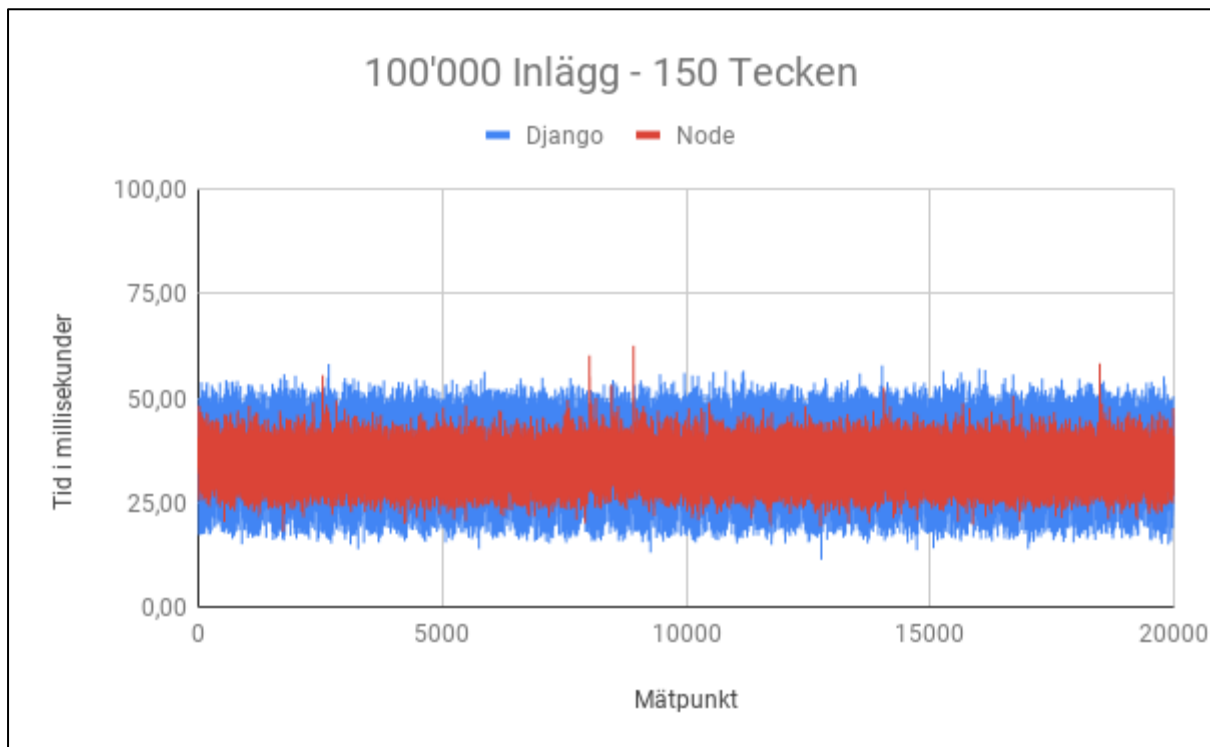 100'000 Inlägg - 150 Tecken
Django Node
100,00
75,00
50,00
25,00
0,00
Tid i millisekunder
0 5000 10000 15000 20000
Mätpunkt